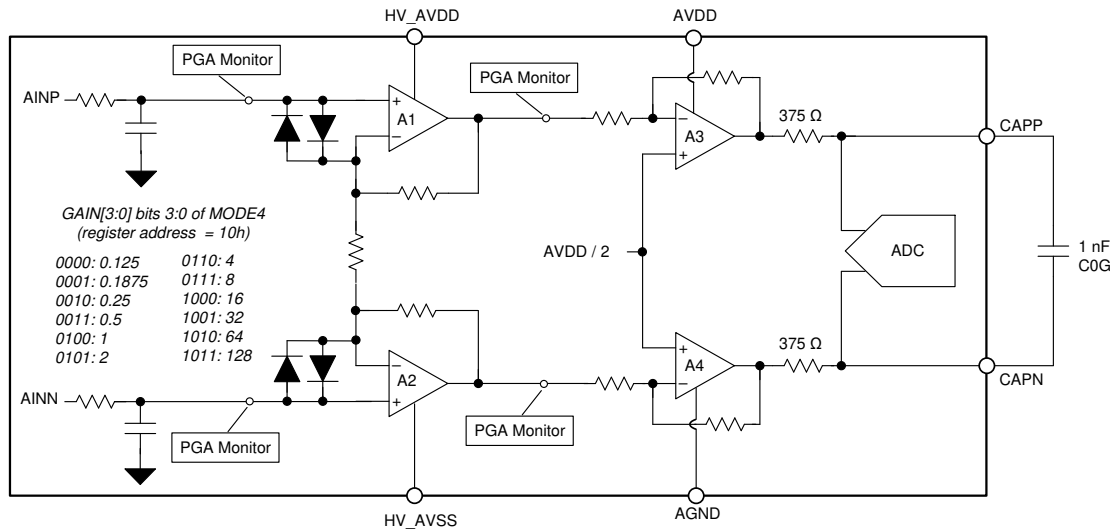 HV_AVDD
AVDD
PGA Monitor
PGA Monitor
AINP
+
A1
−
−
A3
+
375 Ω
CAPP
GAIN[3:0] bits 3:0 of MODE4
(register address = 10h)
0000: 0.125
0001: 0.1875
0010: 0.25
0011: 0.5
0100: 1
0101: 2
0110: 4
0111: 8
1000: 16
1001: 32
1010: 64
1011: 128
AVDD / 2
ADC
1 nF
C0G
−
A2
+
+
A4
−
375 Ω
CAPN
AINN
PGA Monitor
PGA Monitor
HV_AVSS
AGND